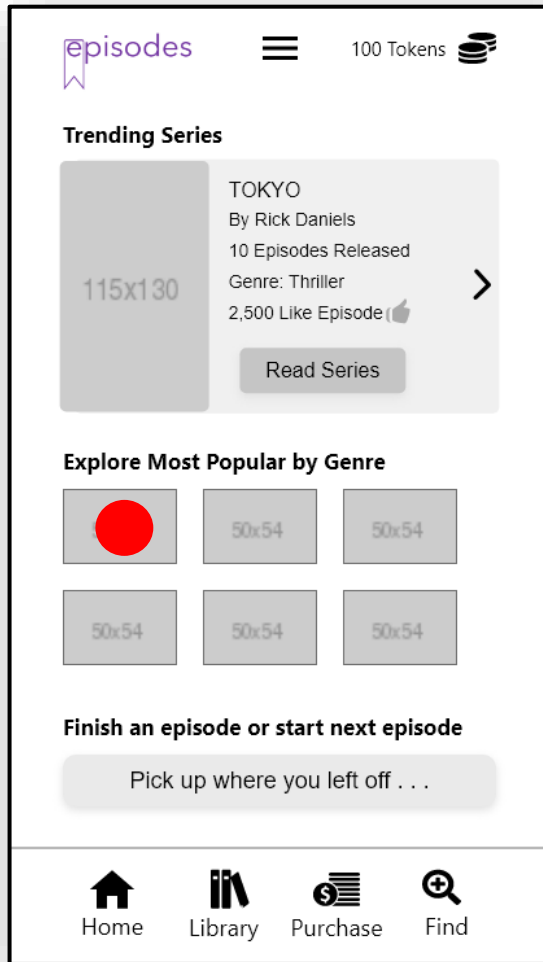 episodes
100 Tokens
Trending Series
115x130
TOKYO
By Rick Daniels
10 Episodes Released
Genre: Thriller
2,500 Like Episode(
Read Series
Explore Most Popular by Genre
50x54 50x54
50x54 50x54 50x54
Finish an episode or start next episode
Pick up where you left off . . .
Home Library Purchase Find